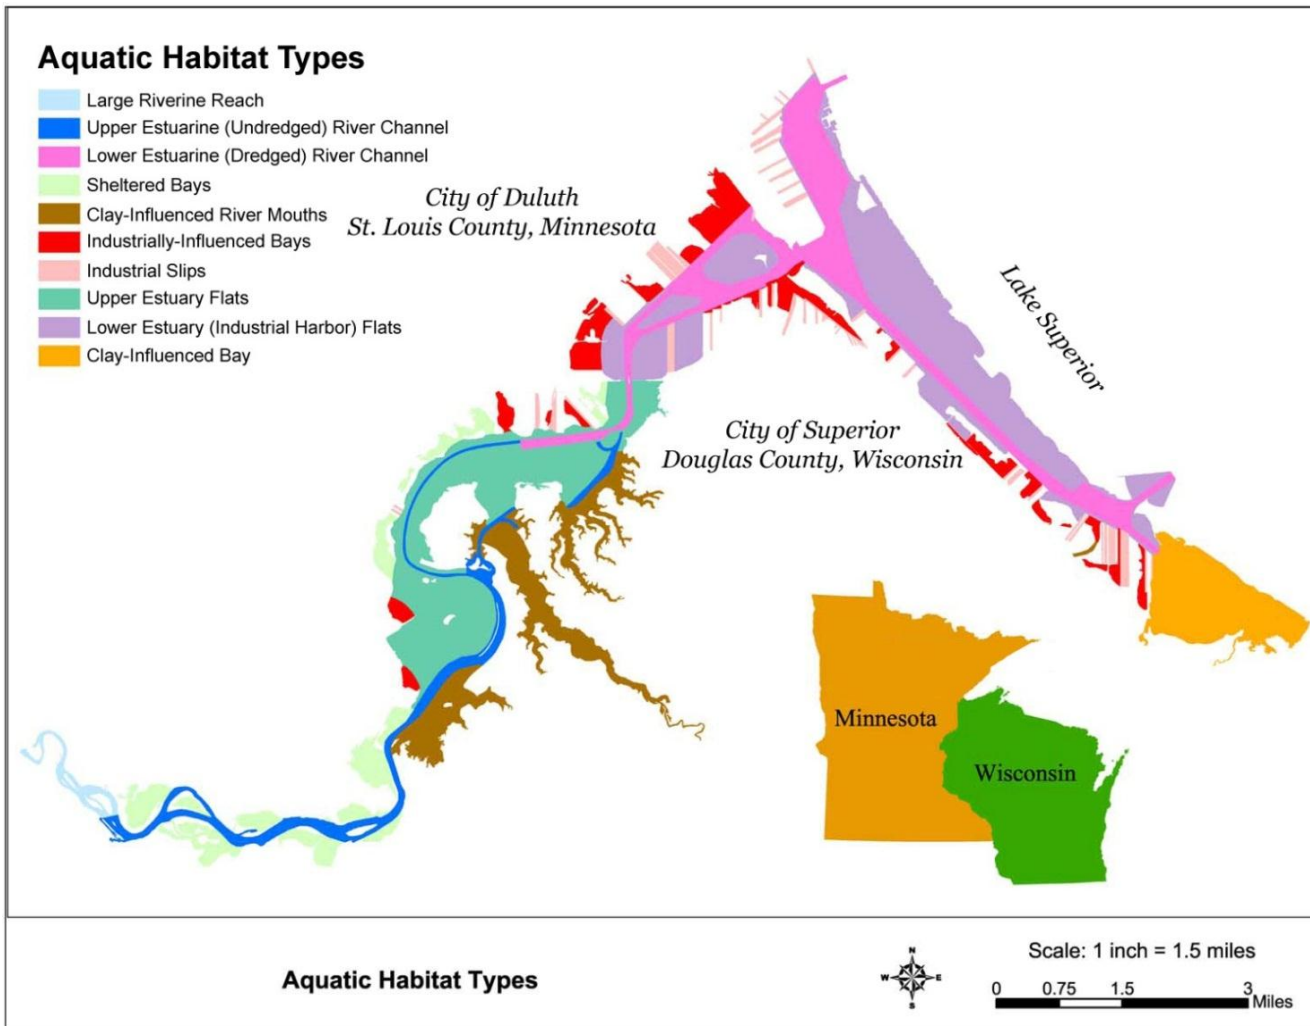 Aquatic Habitat Types
Large Riverine Reach
Upper Estuarine (Undredged) River Channel
Lower Estuarine (Dredged) River Channel
Sheltered Bays
Clay-Influenced River Mouths
Industrially-Influenced Bays
Industrial Slips
Upper Estuary Flats
Lower Estuary (Industrial Harbor) Flats
Clay-Influenced Bay
City of Duluth
St. Louis County, Minnesota
Lake Superior
City of Superior
Douglas County, Wisconsin
Minnesota
Wisconsin
Aquatic Habitat Types
N
W E
S
Scale: 1 inch = 1.5 miles
0 0.75 1.5 3
Miles